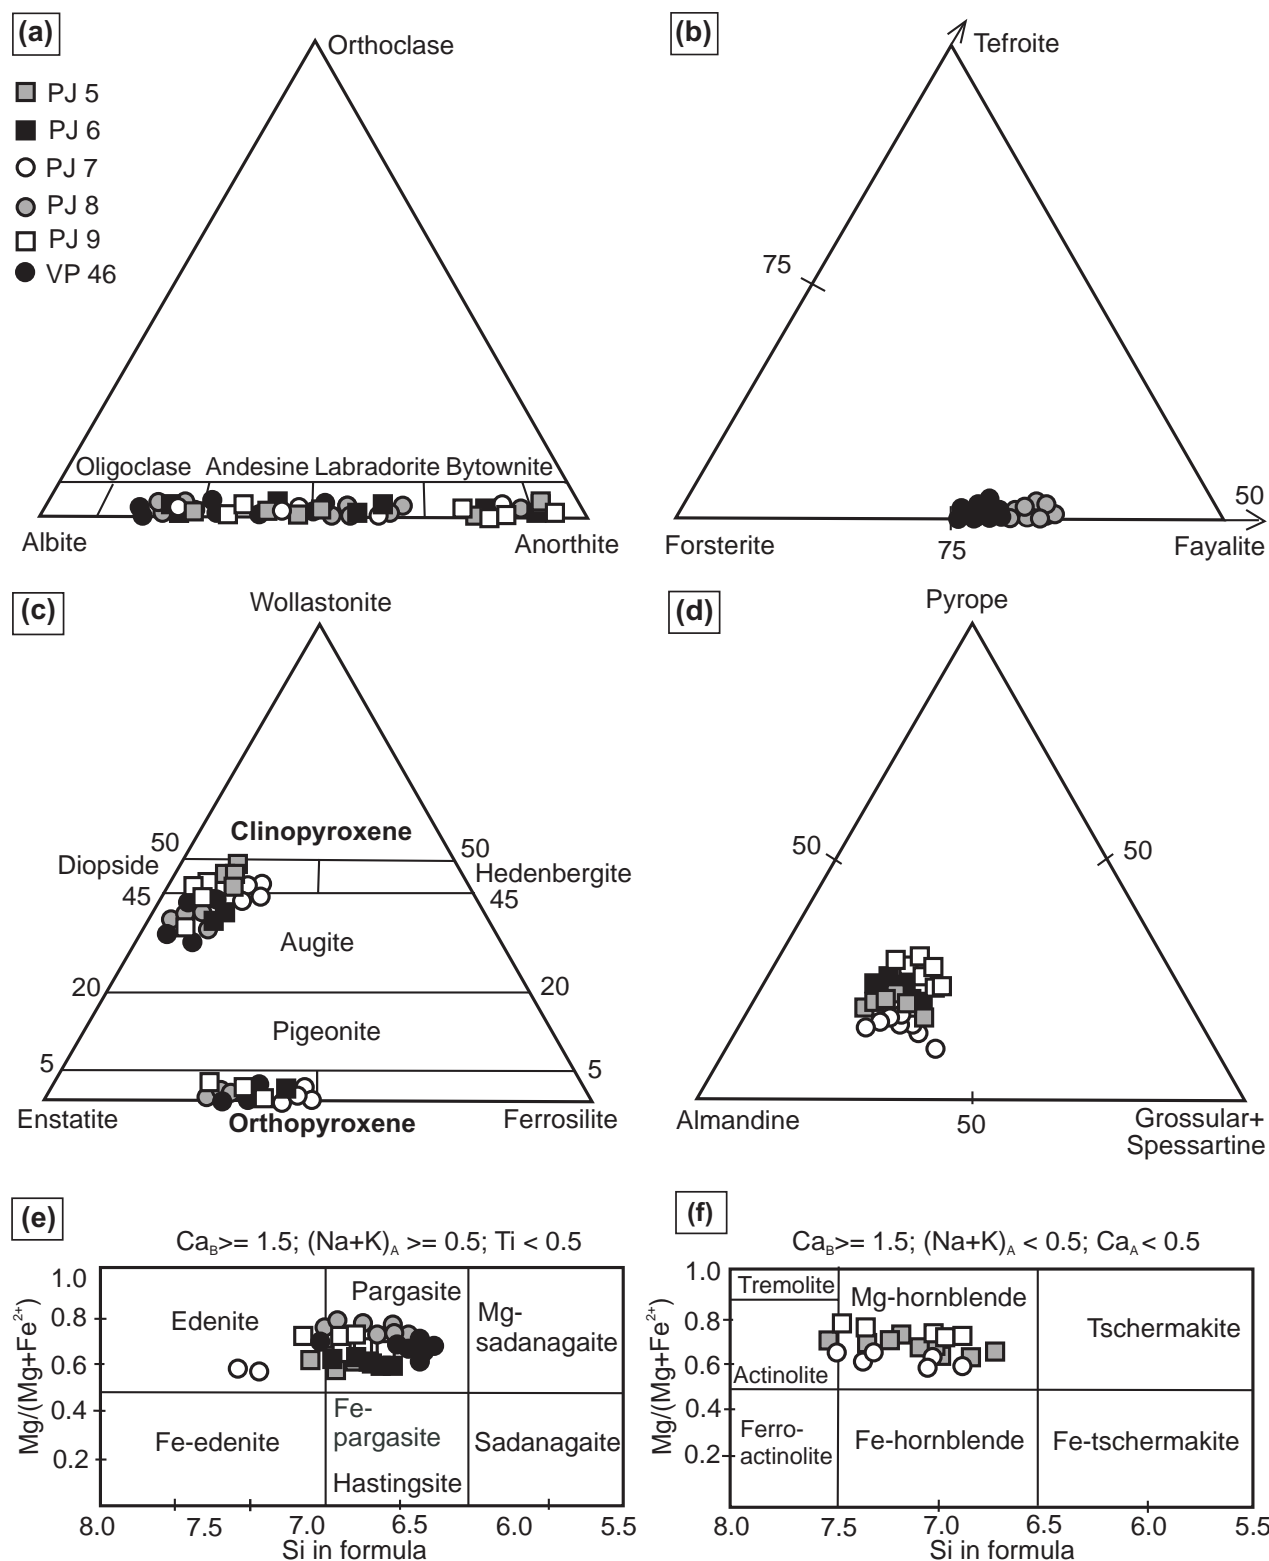 (a)
Orthoclase
PJ 5
PJ 6
PJ 7
PJ 8
PJ 9
VP 46
Oligoclase Andesine Labradorite Bytownite
Albite
Anorthite
(b)
Tefroite
75
50
Forsterite
75
Fayalite
(c)
Wollastonite
Clinopyroxene
50
50
Diopside
Hedenbergite
45
45
Augite
20
20
Pigeonite
5
5
Enstatite
Orthopyroxene
Ferrosilite
(d)
Pyrope
50
50
Almandine
50
Grossular+
Spessartine
(e)
Ca_B>= 1.5; (Na+K)_A >= 0.5; Ti < 0.5
Mg/(Mg+Fe²⁺)
1.0
0.8
0.6
0.4
0.2
Edenite
Pargasite
Mg-
sadanagaite
Fe-edenite
Fe-
pargasite
Hastingsite
Sadanagaite
8.0 7.5 7.0 6.5 6.0 5.5
Si in formula
(f)
Ca_B>= 1.5; (Na+K)_A < 0.5; Ca_A < 0.5
Mg/(Mg+Fe²⁺)
1.0
0.8
0.6
0.4
0.2
Tremolite
Mg-hornblende
Tschermakite
Actinolite
Ferro-
actinolite
Fe-hornblende
Fe-tschermakite
8.0 7.5 7.0 6.5 6.0 5.5
Si in formula